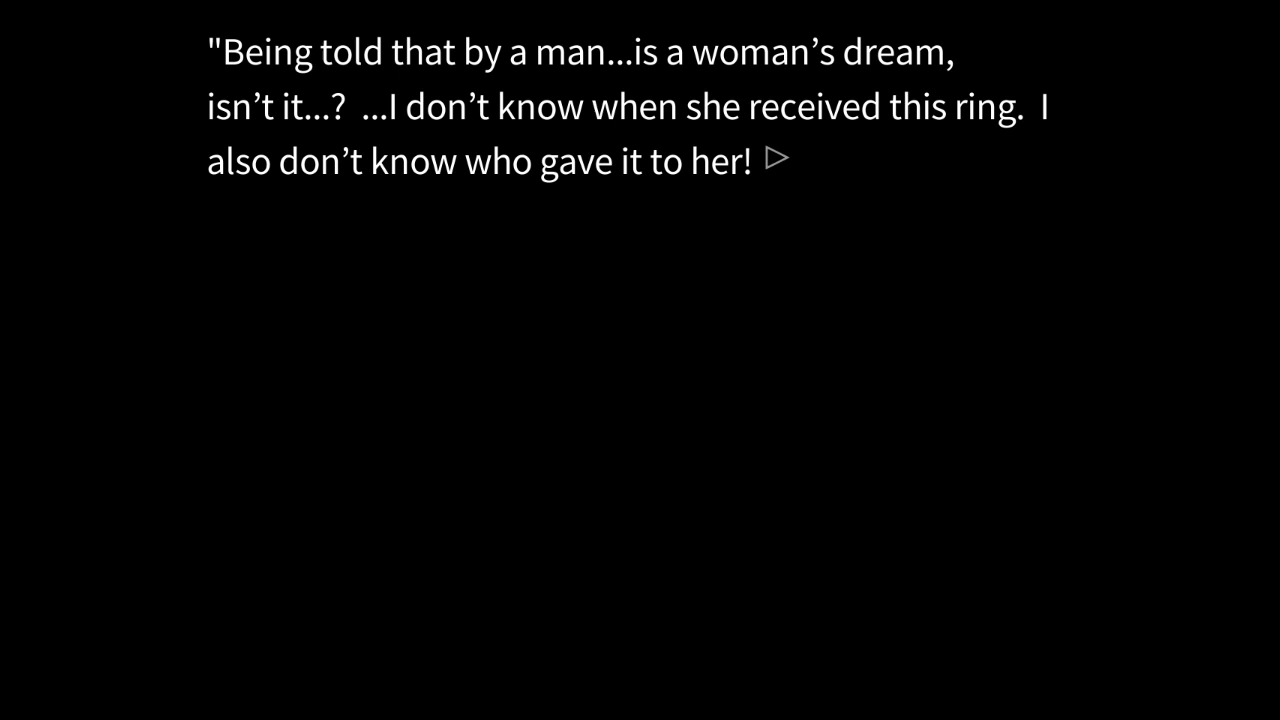 "Being told that by a man...is a woman’s dream,
isn’t it...?  ...I don’t know when she received this ring.  I
also don’t know who gave it to her!